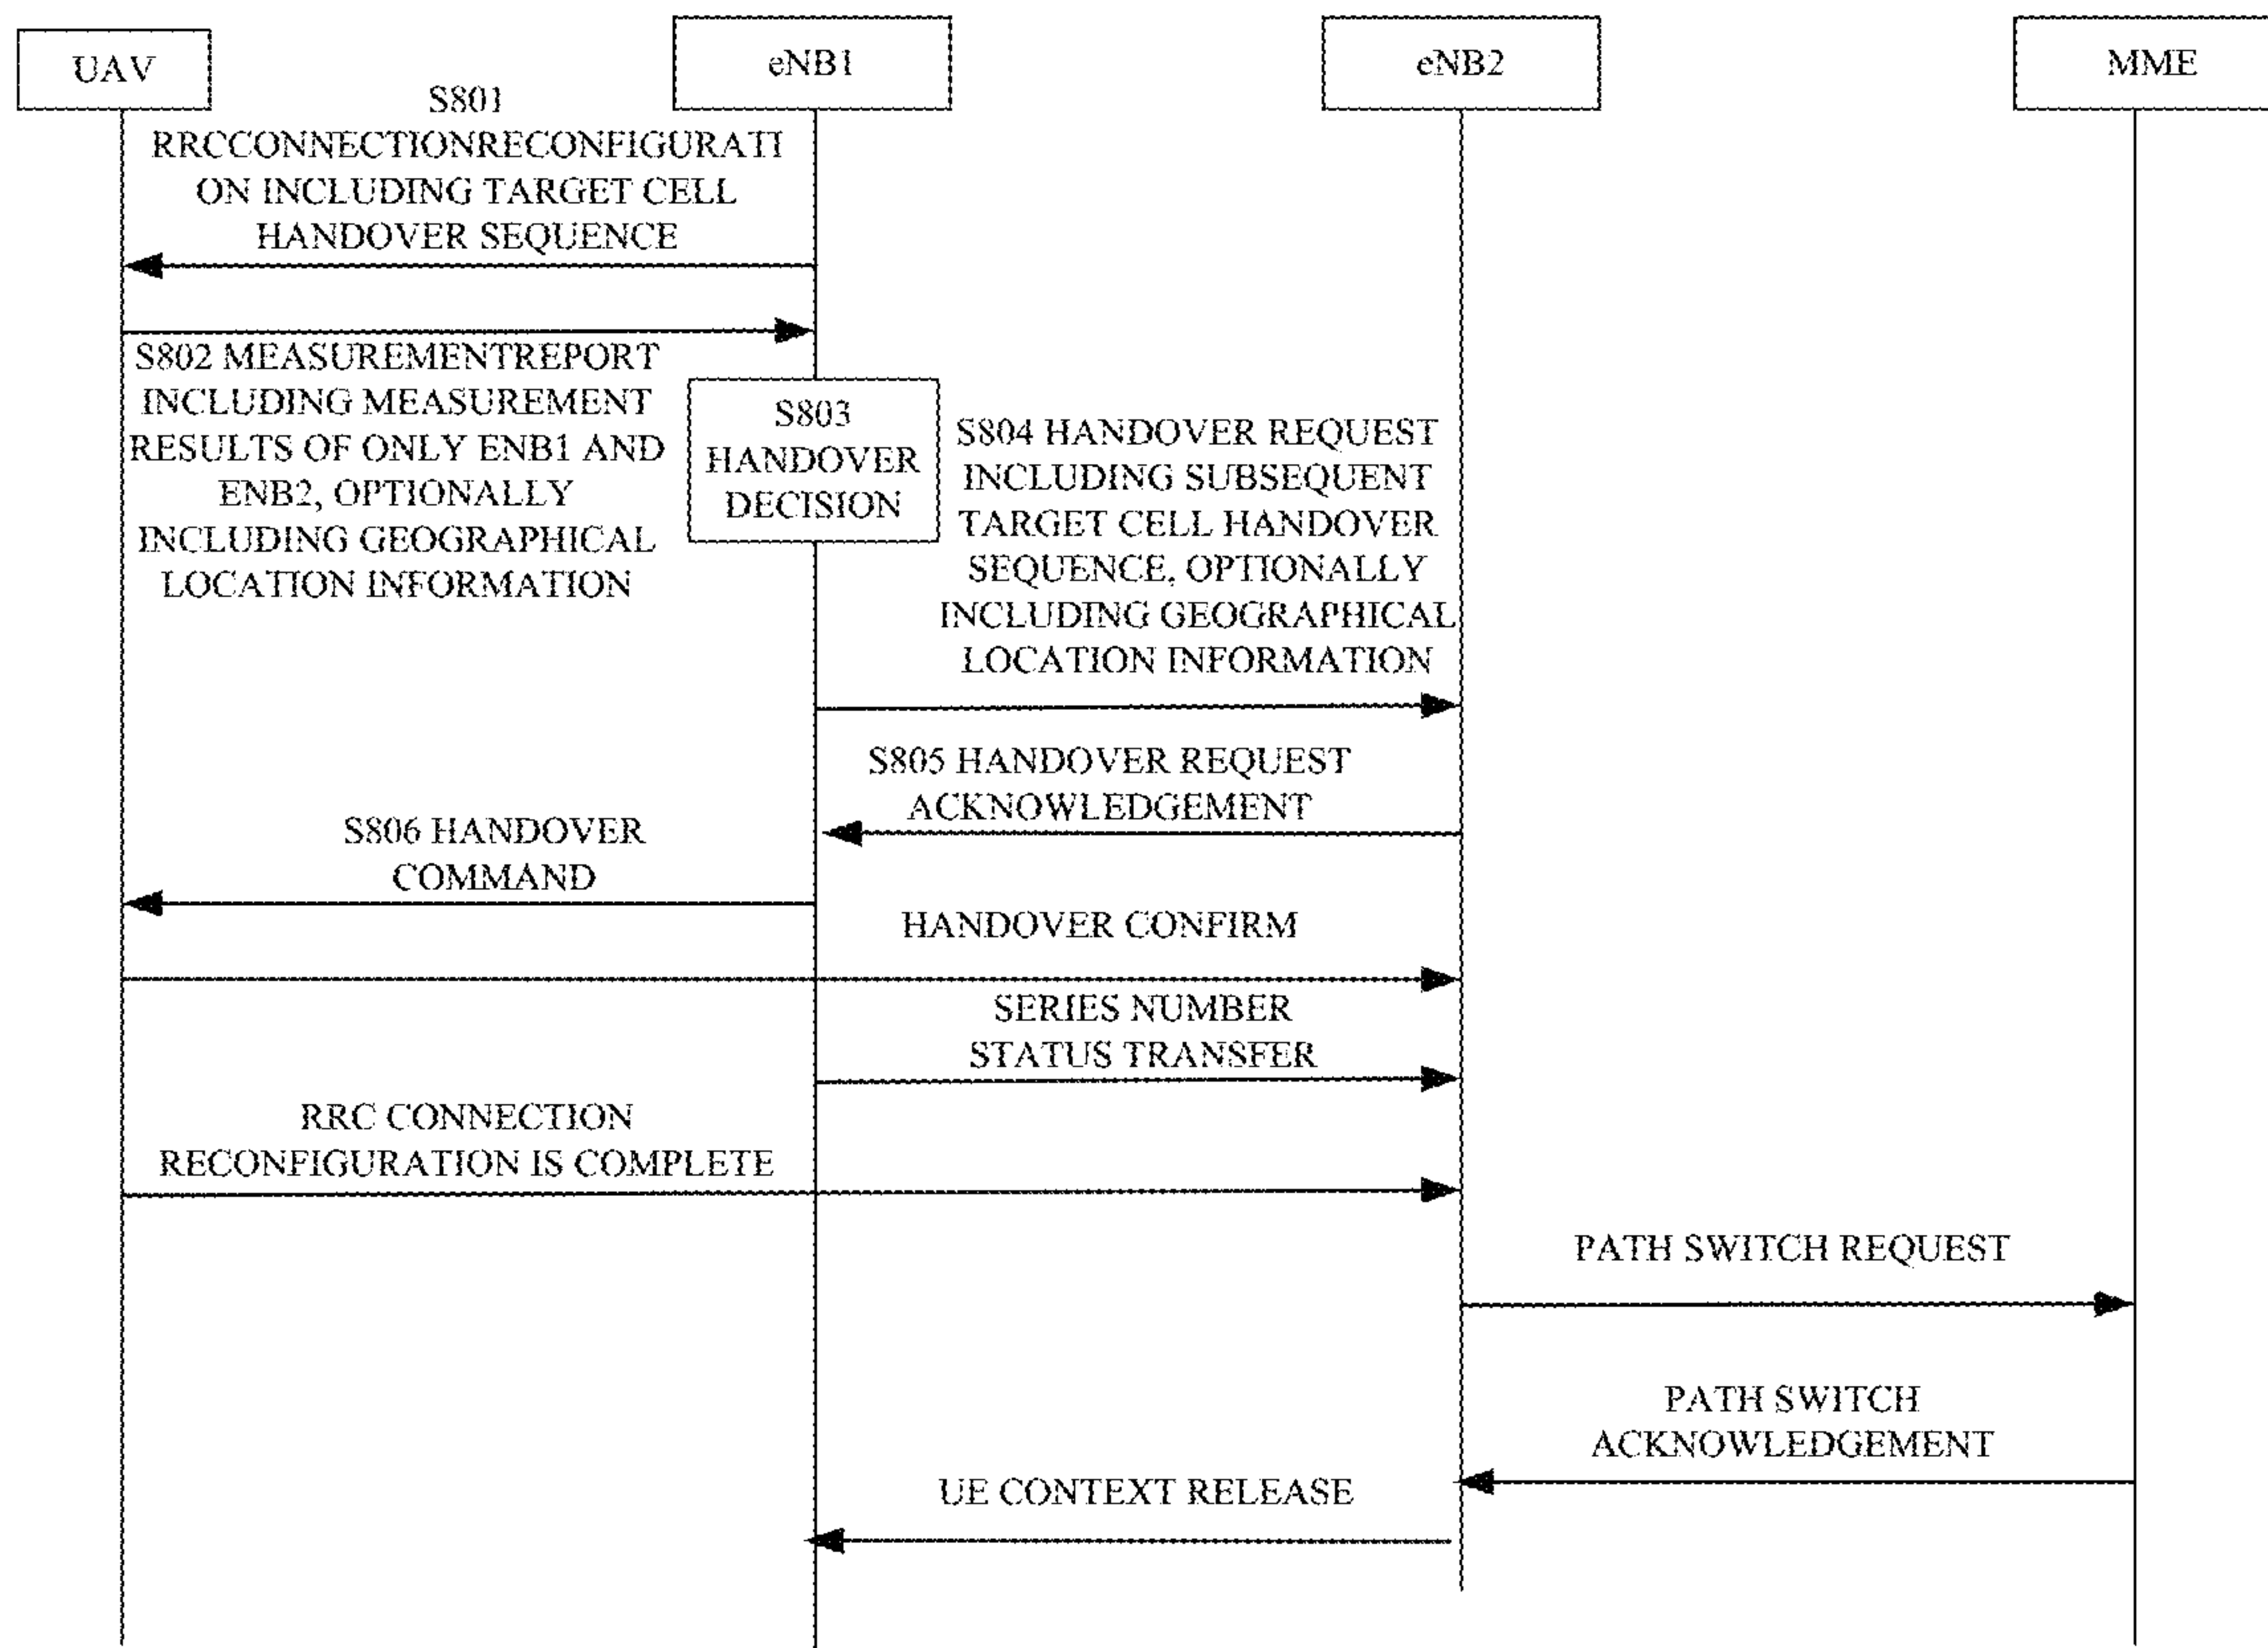 UAV
eNB1
eNB2
MME
S801
RRCCONNECTIONRECONFIGURATI
ON INCLUDING TARGET CELL
HANDOVER SEQUENCE
S802 MEASUREMENTREPORT
INCLUDING MEASUREMENT
RESULTS OF ONLY ENB1 AND
ENB2, OPTIONALLY
INCLUDING GEOGRAPHICAL
LOCATION INFORMATION
S803
HANDOVER
DECISION
S804 HANDOVER REQUEST
INCLUDING SUBSEQUENT
TARGET CELL HANDOVER
SEQUENCE, OPTIONALLY
INCLUDING GEOGRAPHICAL
LOCATION INFORMATION
S805 HANDOVER REQUEST
ACKNOWLEDGEMENT
S806 HANDOVER
COMMAND
HANDOVER CONFIRM
SERIES NUMBER
STATUS TRANSFER
RRC CONNECTION
RECONFIGURATION IS COMPLETE
PATH SWITCH REQUEST
PATH SWITCH
ACKNOWLEDGEMENT
UE CONTEXT RELEASE